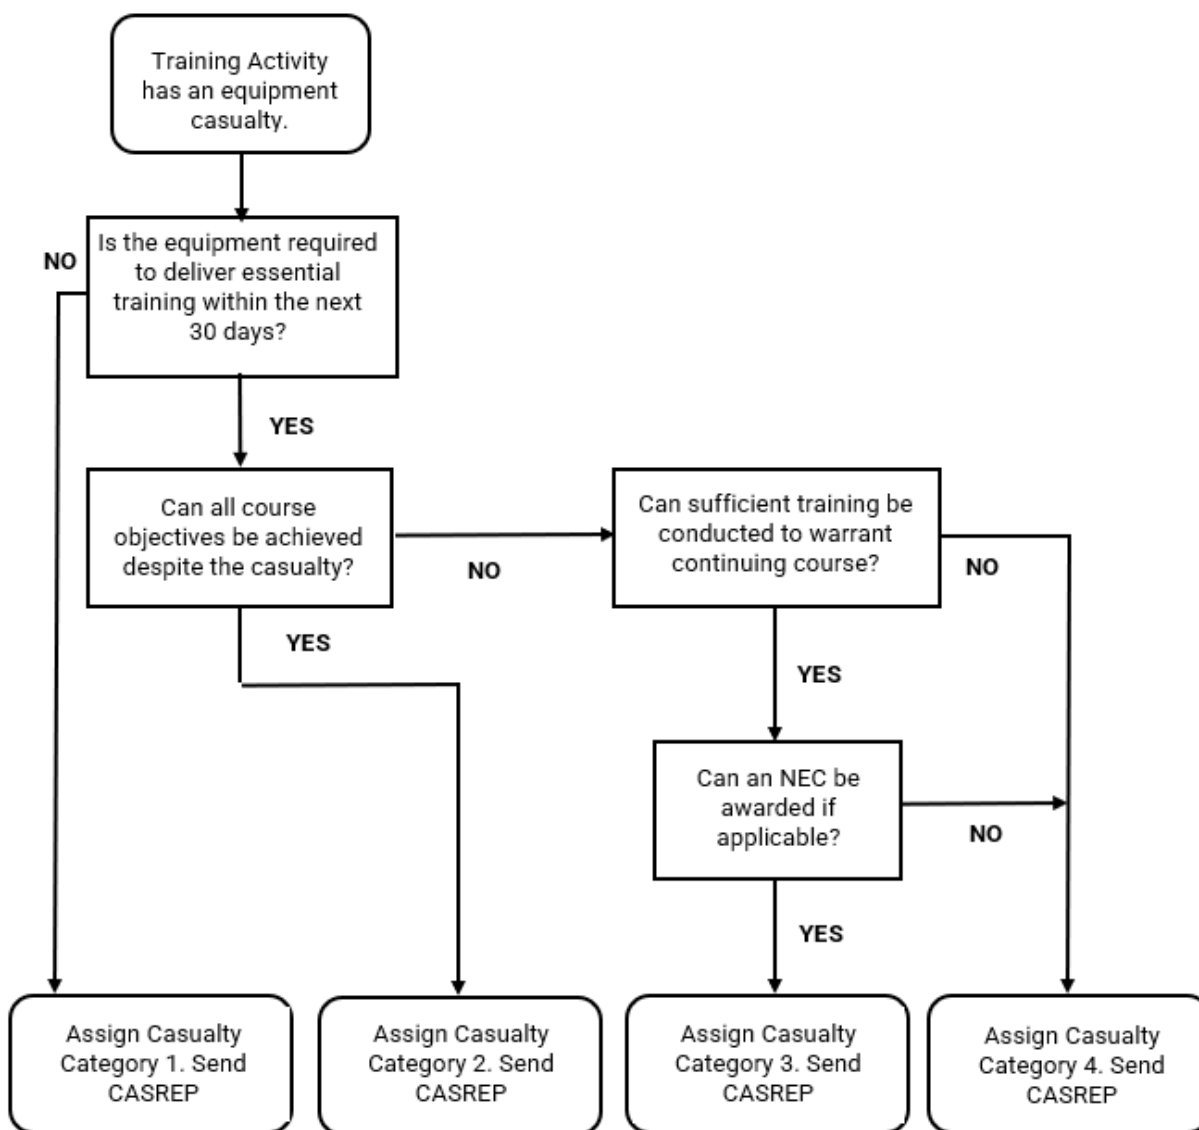 Training Activity
has an equipment
casualty.
NO
Is the equipment required
to deliver essential
training within the next
30 days?
YES
Can all course
objectives be achieved
despite the casualty?
NO
Can sufficient training be
conducted to warrant
continuing course?
NO
YES
YES
Can an NEC be
awarded if
applicable?
NO
YES
Assign Casualty
Category 1. Send
CASREP
Assign Casualty
Category 2. Send
CASREP
Assign Casualty
Category 3. Send
CASREP
Assign Casualty
Category 4. Send
CASREP